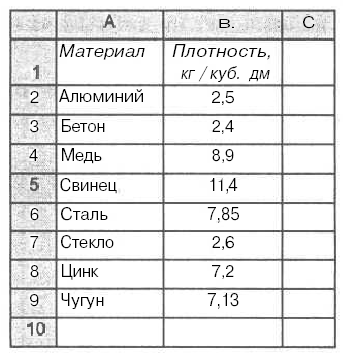 A B. C
1 Материал Плотность,
кг / куб. дм
2 Алюминий 2,5
3 Бетон 2,4
4 Медь 8,9
5 Свинец 11,4
6 Сталь 7,85
7 Стекло 2,6
8 Цинк 7,2
9 Чугун 7,13
10